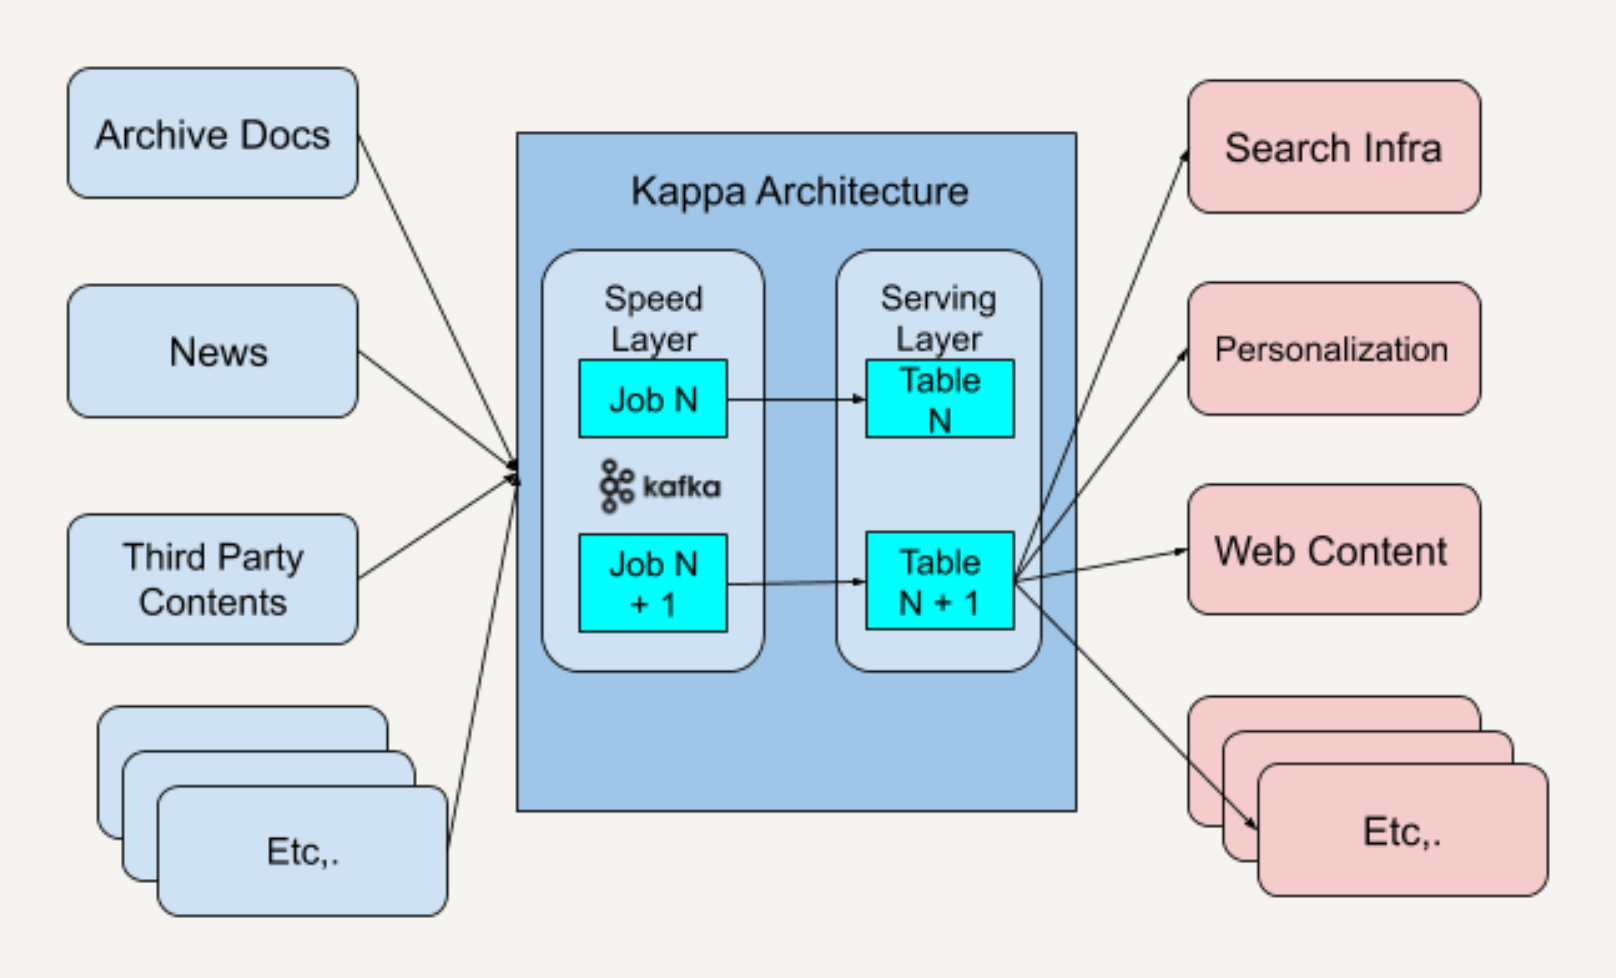 Archive Docs
News
Third Party
Contents
Etc,.
Kappa Architecture
Speed
Layer
Job N
kafka
Job N
+ 1
Serving
Layer
Table
N
Table
N + 1
Search Infra
Personalization
Web Content
Etc,.